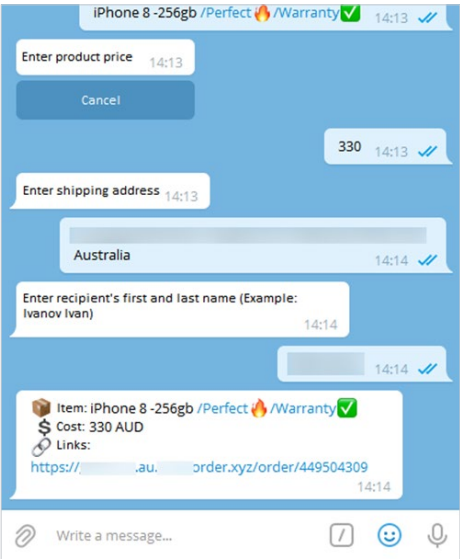 iPhone 8 -256gb /Perfect🔥/Warranty✅ 14:13
Enter product price 14:13
Cancel
330 14:13
Enter shipping address 14:13
Australia 14:14
Enter recipient's first and last name (Example:
Ivanov Ivan) 14:14
14:14
📦 Item: iPhone 8 -256gb /Perfect🔥/Warranty✅
💲 Cost: 330 AUD
🔗 Links:
https:// .au. order.xyz/order/449504309
14:14
Write a message...